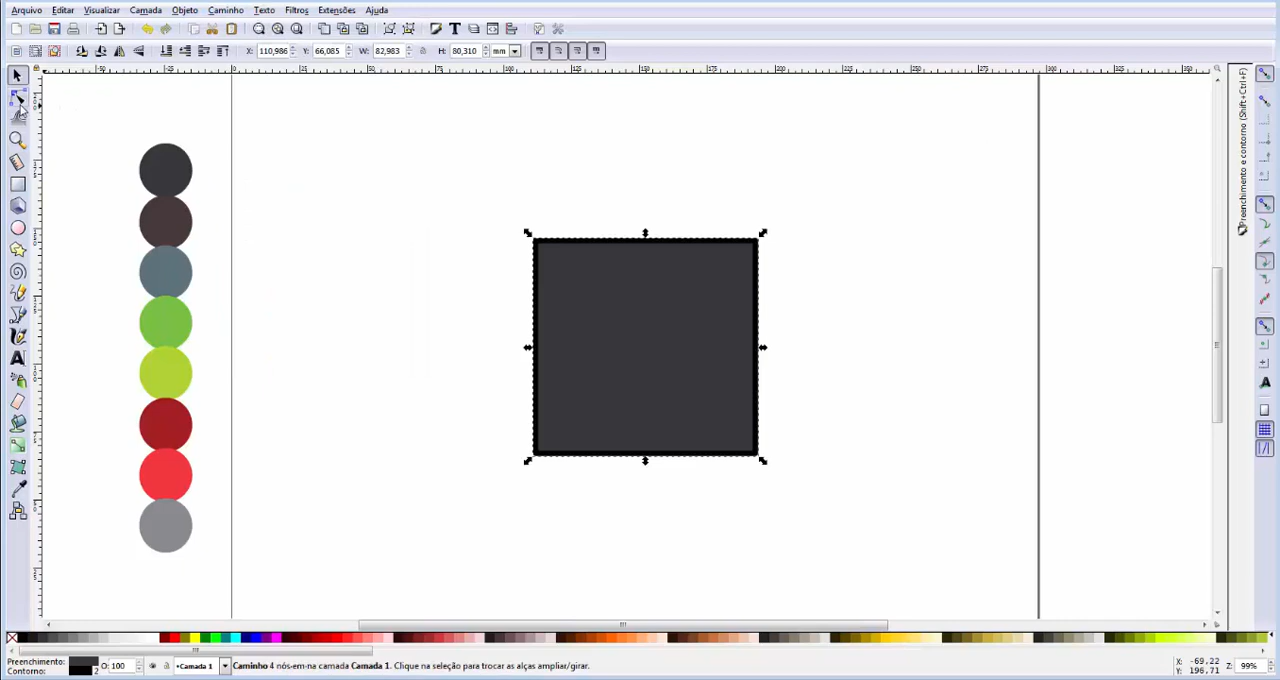 Arquivo Editar Visualizar Camada Objeto Caminho Texto Filtros Extensões Ajuda
X: 110,986 Y: 66,085 W: 82,983 H: 80,310 mm
Preenchimento e contorno (Shift+Ctrl+F)
Preenchimento: O: 100 •Camada 1 Caminho 4 nós-em-na camada Camada 1. Clique na seleção para trocar as alças ampliar/girar. X: -69,22 Z: 99%
Contorno: 2 Y: 196,71